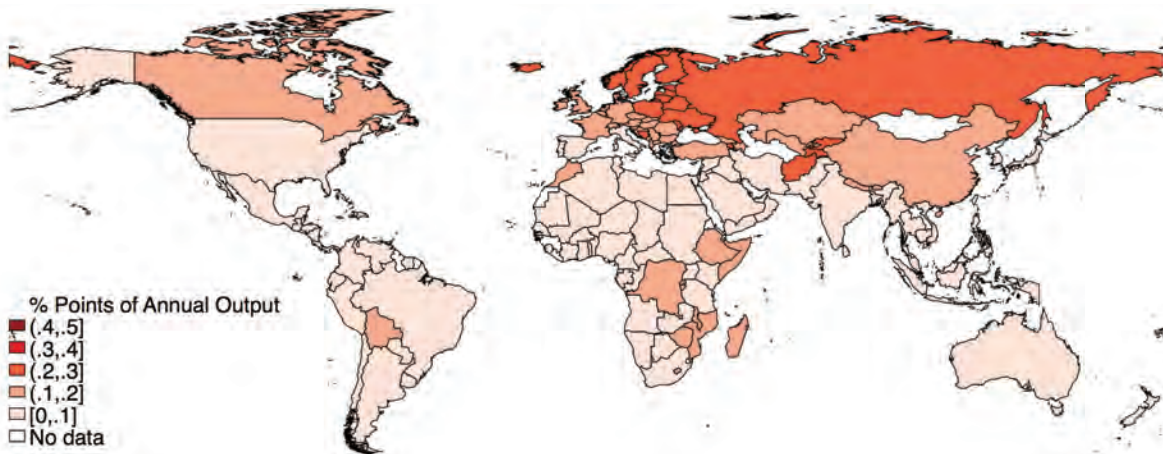 % Points of Annual Output
(.4,.5]
(.3,.4]
(.2,.3]
(.1,.2]
[0,.1]
No data